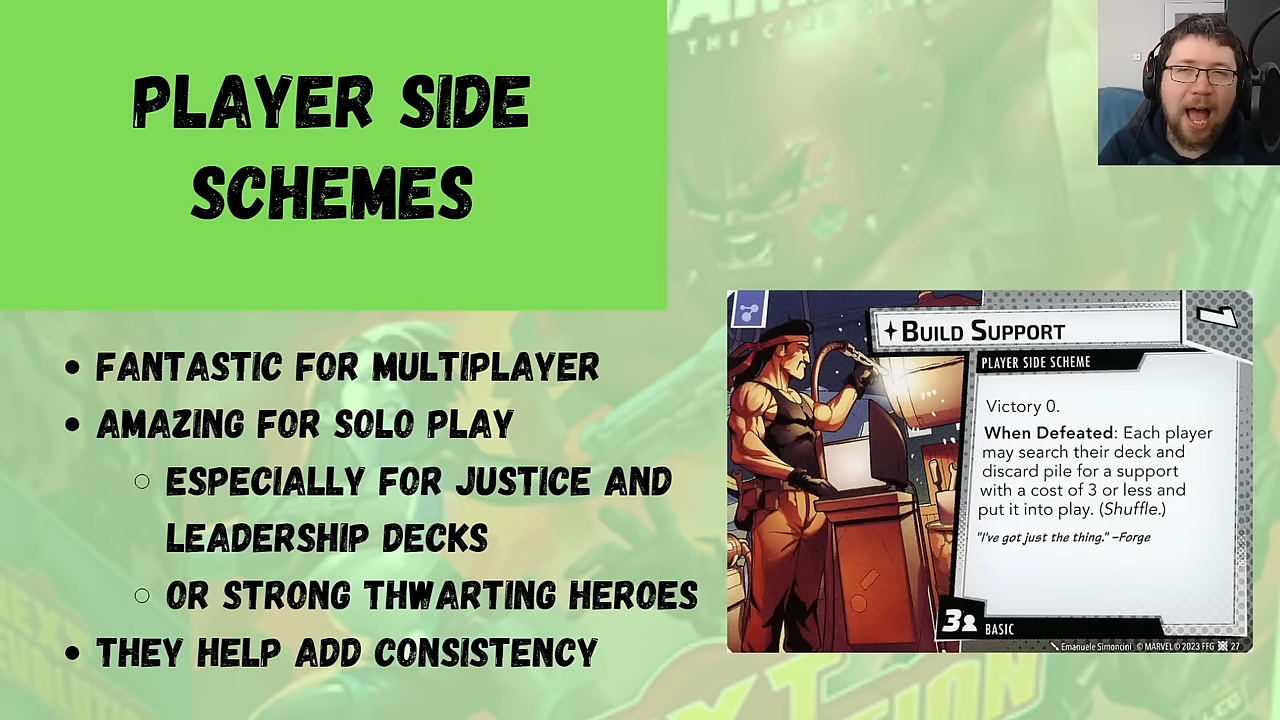 THE CARD GAME
PLAYER SIDE
SCHEMES
FANTASTIC FOR MULTIPLAYER
AMAZING FOR SOLO PLAY
ESPECIALLY FOR JUSTICE AND
LEADERSHIP DECKS
OR STRONG THWARTING HEROES
THEY HELP ADD CONSISTENCY
BUILD SUPPORT
PLAYER SIDE SCHEME
Victory 0.
When Defeated: Each player
may search their deck and
discard pile for a support
with a cost of 3 or less and
put it into play. (Shuffle.)
"I've got just the thing." –Forge
3
BASIC
Emanuele Simoncini © MARVEL © 2023 FFG 27